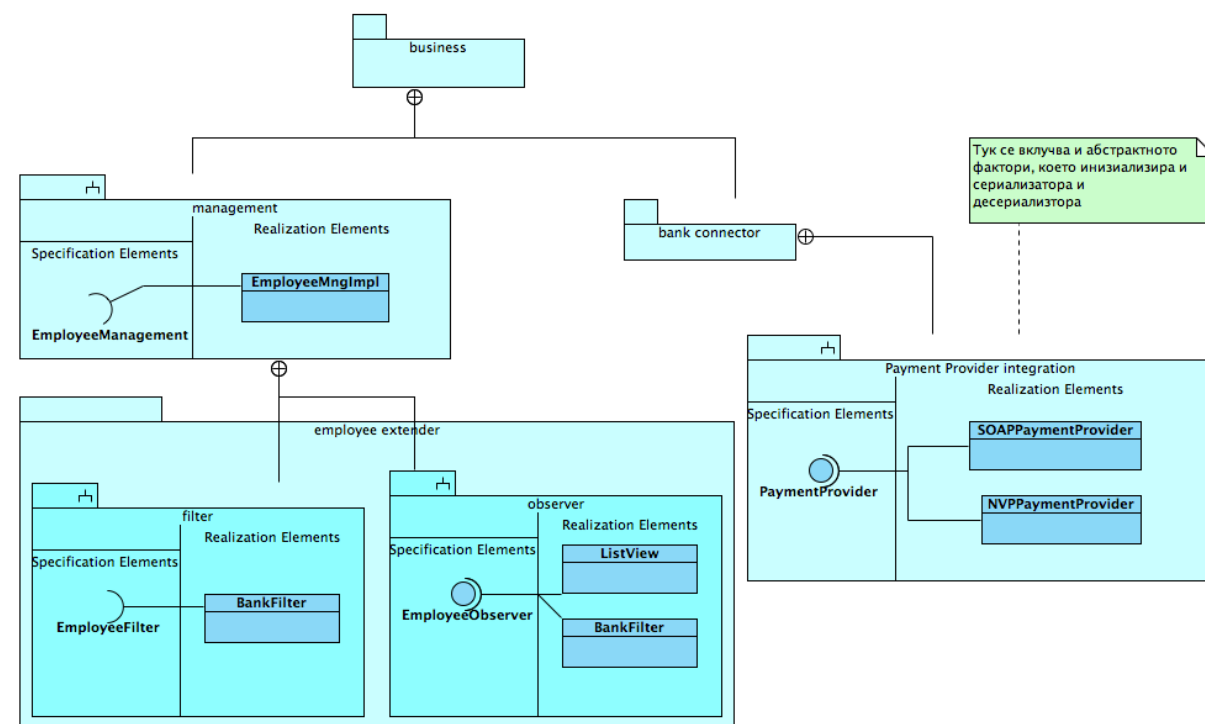 business
Тук се вклучва и абстрактното
фактори, което инизиализира и
сериализатора и
десериализтора
management
Realization Elements
Specification Elements
EmployeeMngImpl
EmployeeManagement
bank connector
Payment Provider integration
Realization Elements
Specification Elements
SOAPPaymentProvider
PaymentProvider
NVPPaymentProvider
employee extender
filter
Realization Elements
Specification Elements
BankFilter
EmployeeFilter
observer
Realization Elements
Specification Elements
ListView
EmployeeObserver
BankFilter